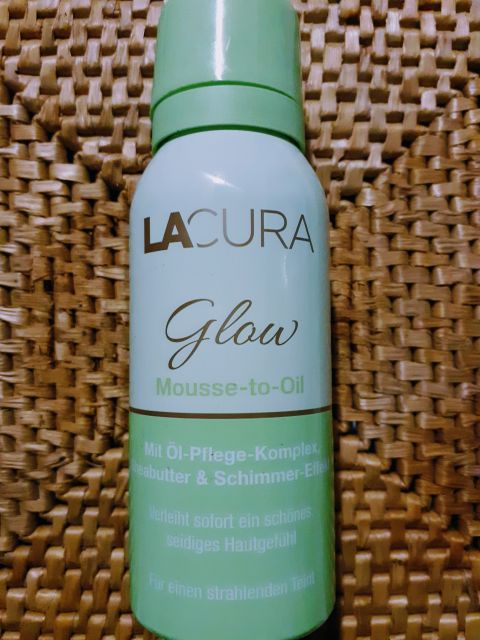 LACURA
Glow
Mousse-to-Oil
Mit Öl-Pflege-Komplex,
& Schimmer-Effekt
Verleiht sofort ein schönes,
seidiges Hautgefühl
Für einen strahlenden Teint